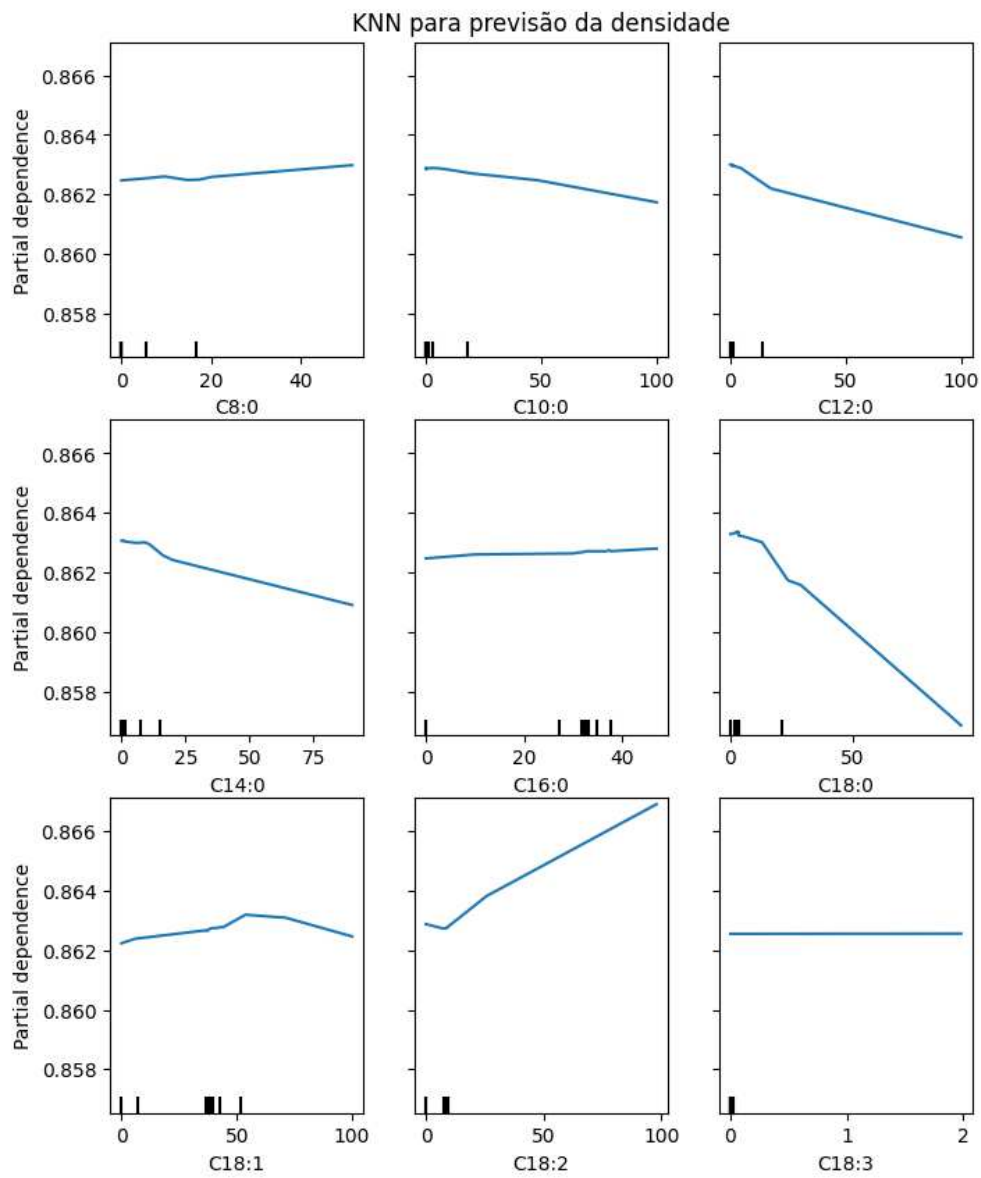 KNN para previsão da densidade
0.866
0.864
0.862
0.860
0.858
Partial dependence
0 20 40
C8:0
0 50 100
C10:0
0 50 100
C12:0
0.866
0.864
0.862
0.860
0.858
Partial dependence
0 25 50 75
C14:0
0 20 40
C16:0
0 50
C18:0
0.866
0.864
0.862
0.860
0.858
Partial dependence
0 50 100
C18:1
0 50 100
C18:2
0 1 2
C18:3